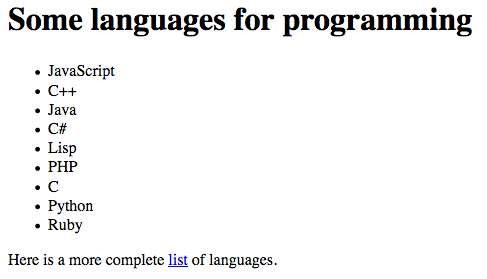 Some languages for programming
JavaScript
C++
Java
C#
Lisp
PHP
C
Python
Ruby
Here is a more complete list of languages.